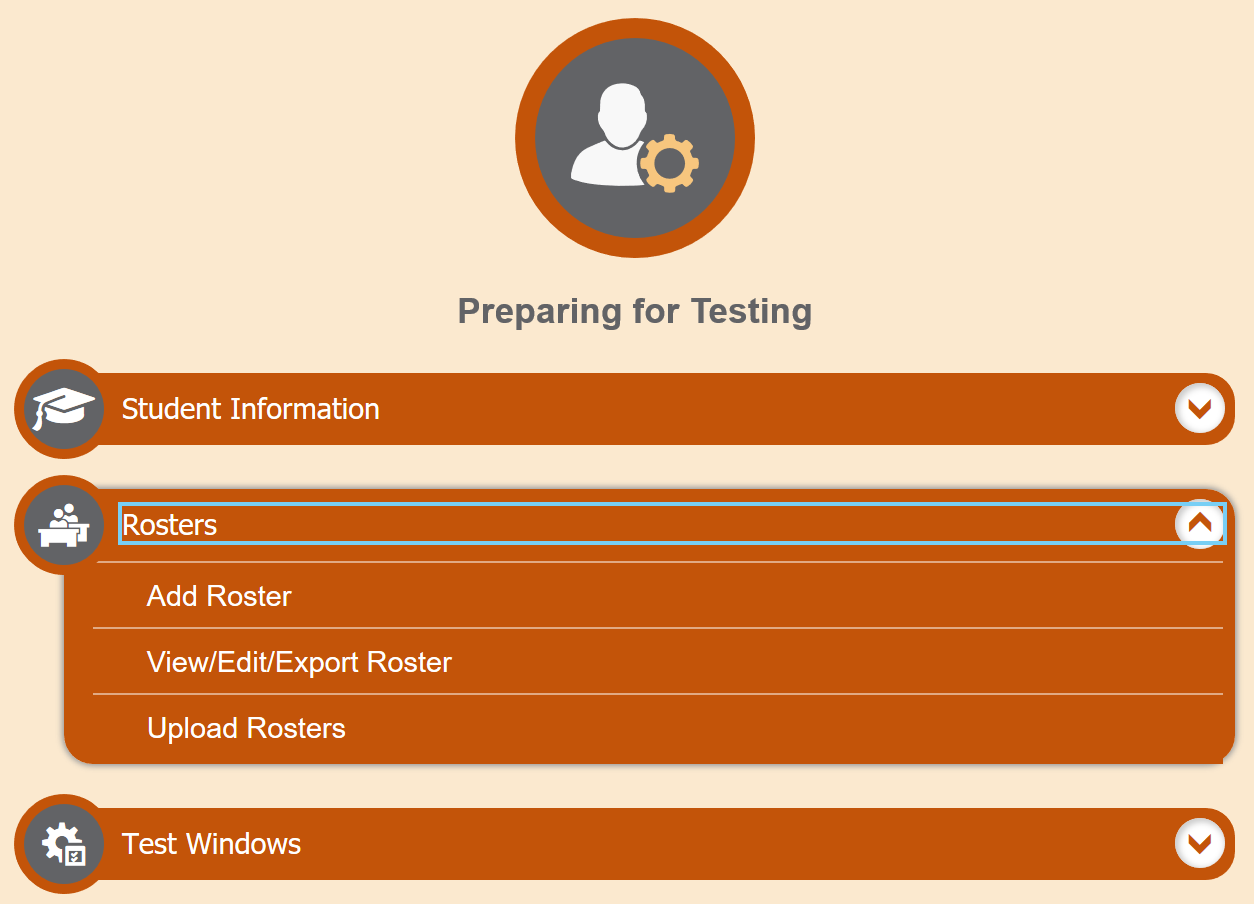 Preparing for Testing
Student Information
Rosters
Add Roster
View/Edit/Export Roster
Upload Rosters
Test Windows